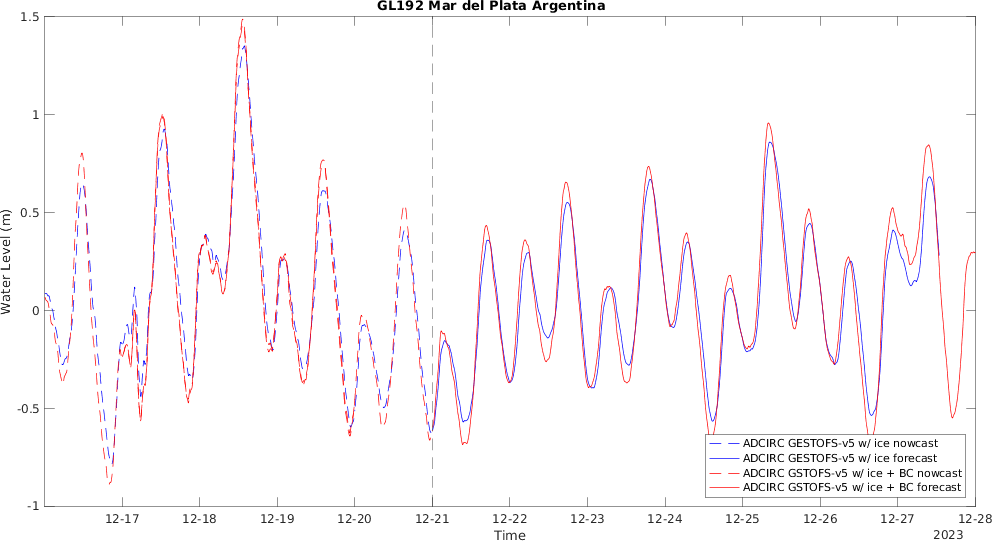 GL192 Mar del Plata Argentina
1.5
1
0.5
0
-0.5
-1
Water Level (m)
12-17 12-18 12-19 12-20 12-21 12-22 12-23 12-24 12-25 12-26 12-27 12-28
Time
2023
ADCIRC GESTOFS-v5 w/ ice nowcast
ADCIRC GESTOFS-v5 w/ ice forecast
ADCIRC GSTOFS-v5 w/ ice + BC nowcast
ADCIRC GSTOFS-v5 w/ ice + BC forecast